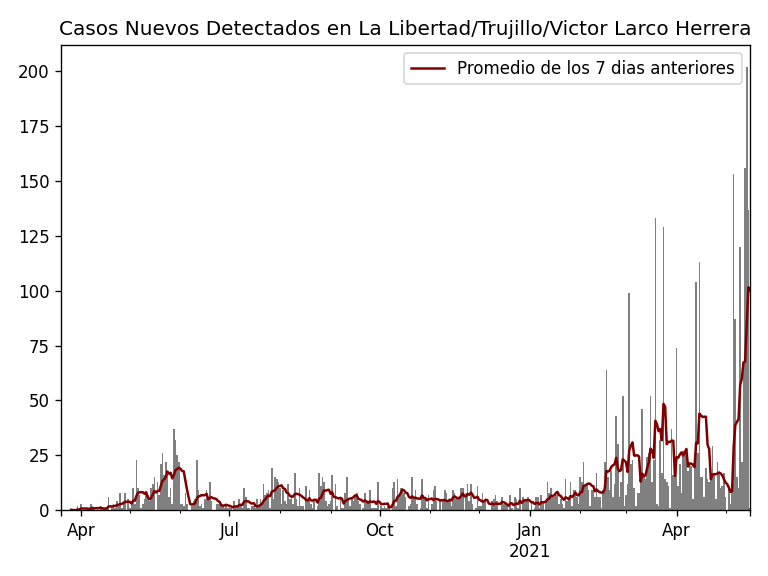 Casos Nuevos Detectados en La Libertad/Trujillo/Victor Larco Herrera
Promedio de los 7 dias anteriores
200
175
150
125
100
75
50
25
0
Apr
Jul
Oct
Jan
2021
Apr